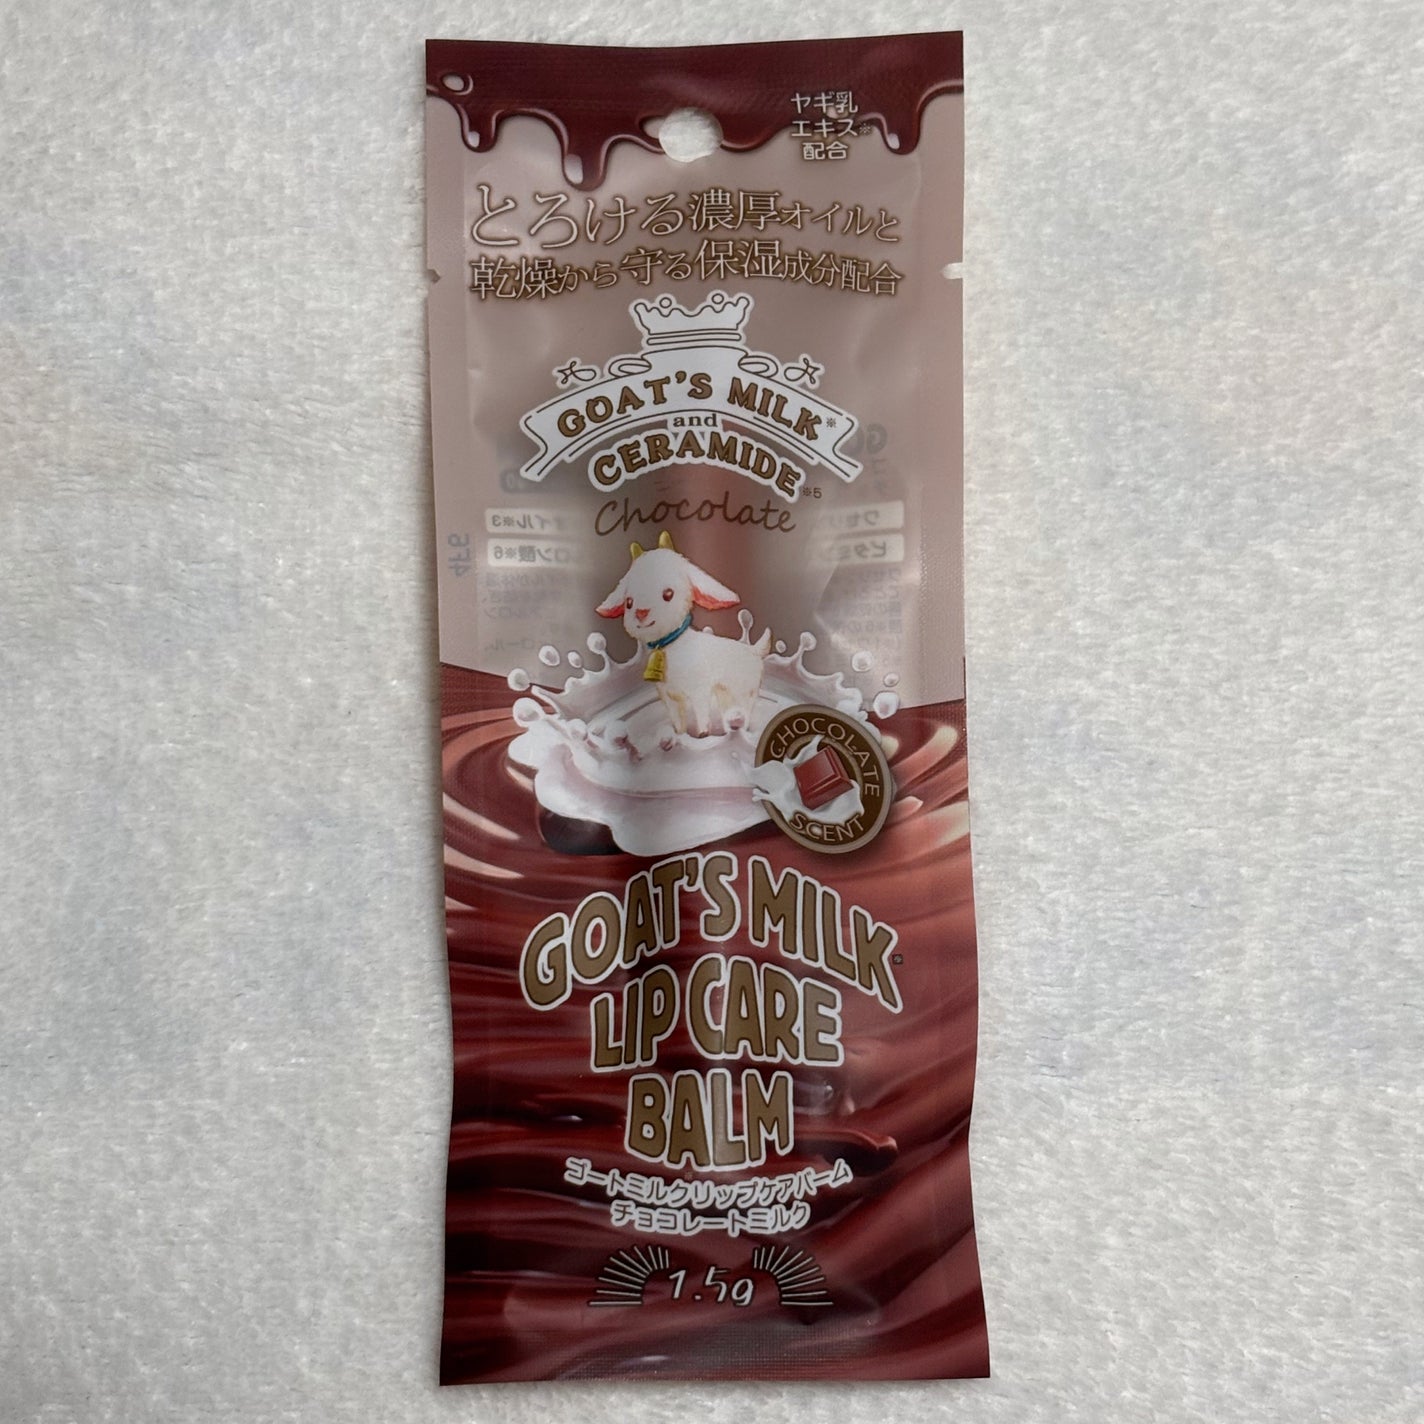 ヤギ乳
エキス※
配合
とろける濃厚オイルと
乾燥から守る保湿成分配合
GOAT'S MILK※
and
CERAMIDE※5
Chocolate
CHOCOLATE
SCENT
GOAT'S MILK※
LIP CARE
BALM
ゴートミルクリップケアバーム
チョコレートミルク
1.5g